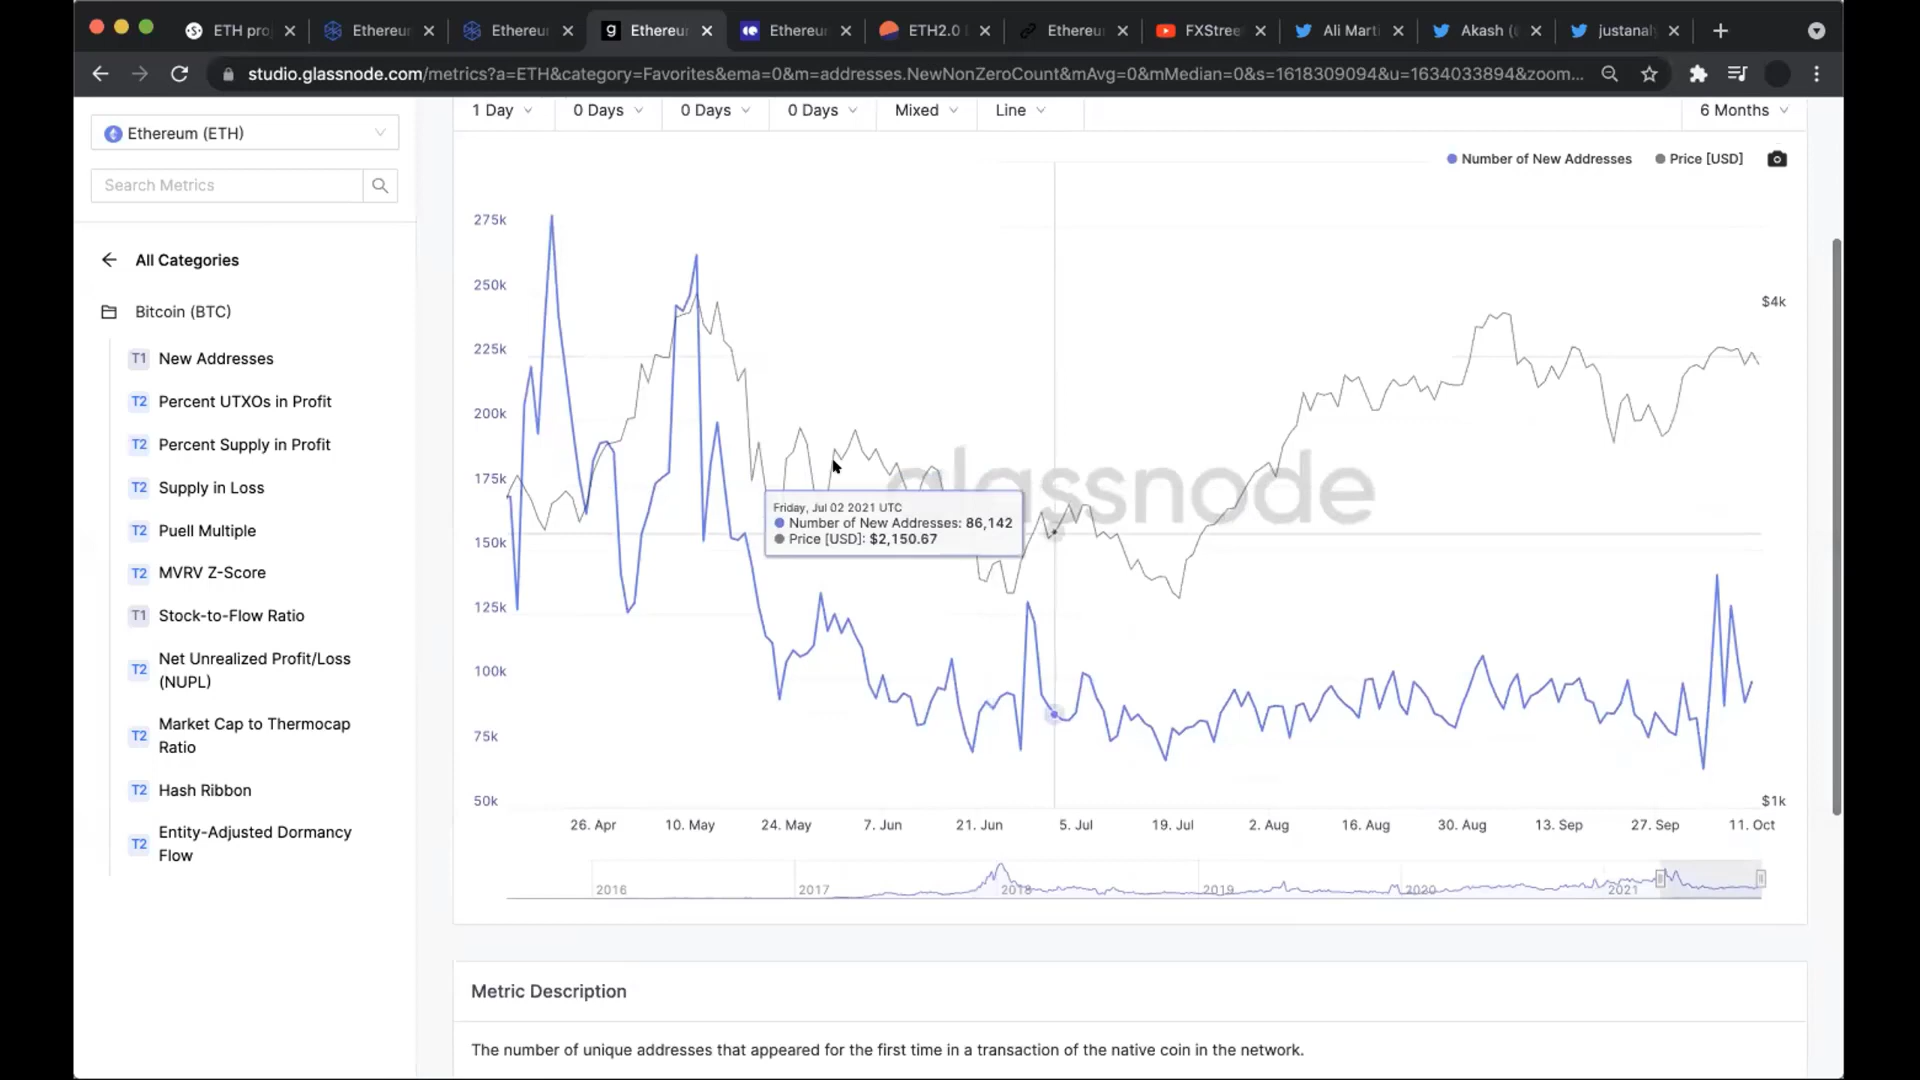 ETH pro
Ethereu
Ethereu
Ethereu
Ethereu
ETH2.0
Ethereu
FXStree
Ali Marti
Akash (
justanaly
studio.glassnode.com/metrics?a=ETH&category=Favorites&ema=0&m=addresses.NewNonZeroCount&mAvg=0&mMedian=0&s=1618309094&u=1634033894&zoom...
Ethereum (ETH)
Search Metrics
All Categories
Bitcoin (BTC)
T1 New Addresses
T2 Percent UTXOs in Profit
T2 Percent Supply in Profit
T2 Supply in Loss
T2 Puell Multiple
T2 MVRV Z-Score
T1 Stock-to-Flow Ratio
T2 Net Unrealized Profit/Loss
(NUPL)
T2 Market Cap to Thermocap
Ratio
T2 Hash Ribbon
T2 Entity-Adjusted Dormancy
Flow
1 Day 0 Days 0 Days 0 Days Mixed Line 6 Months
Number of New Addresses Price [USD]
275k
250k
225k
200k
175k
150k
125k
100k
75k
50k
$4k
$1k
glassnode
Friday, Jul 02 2021 UTC
Number of New Addresses: 86,142
Price [USD]: $2,150.67
26. Apr 10. May 24. May 7. Jun 21. Jun 5. Jul 19. Jul 2. Aug 16. Aug 30. Aug 13. Sep 27. Sep 11. Oct
2016 2017 2018 2019 2020 2021
Metric Description
The number of unique addresses that appeared for the first time in a transaction of the native coin in the network.